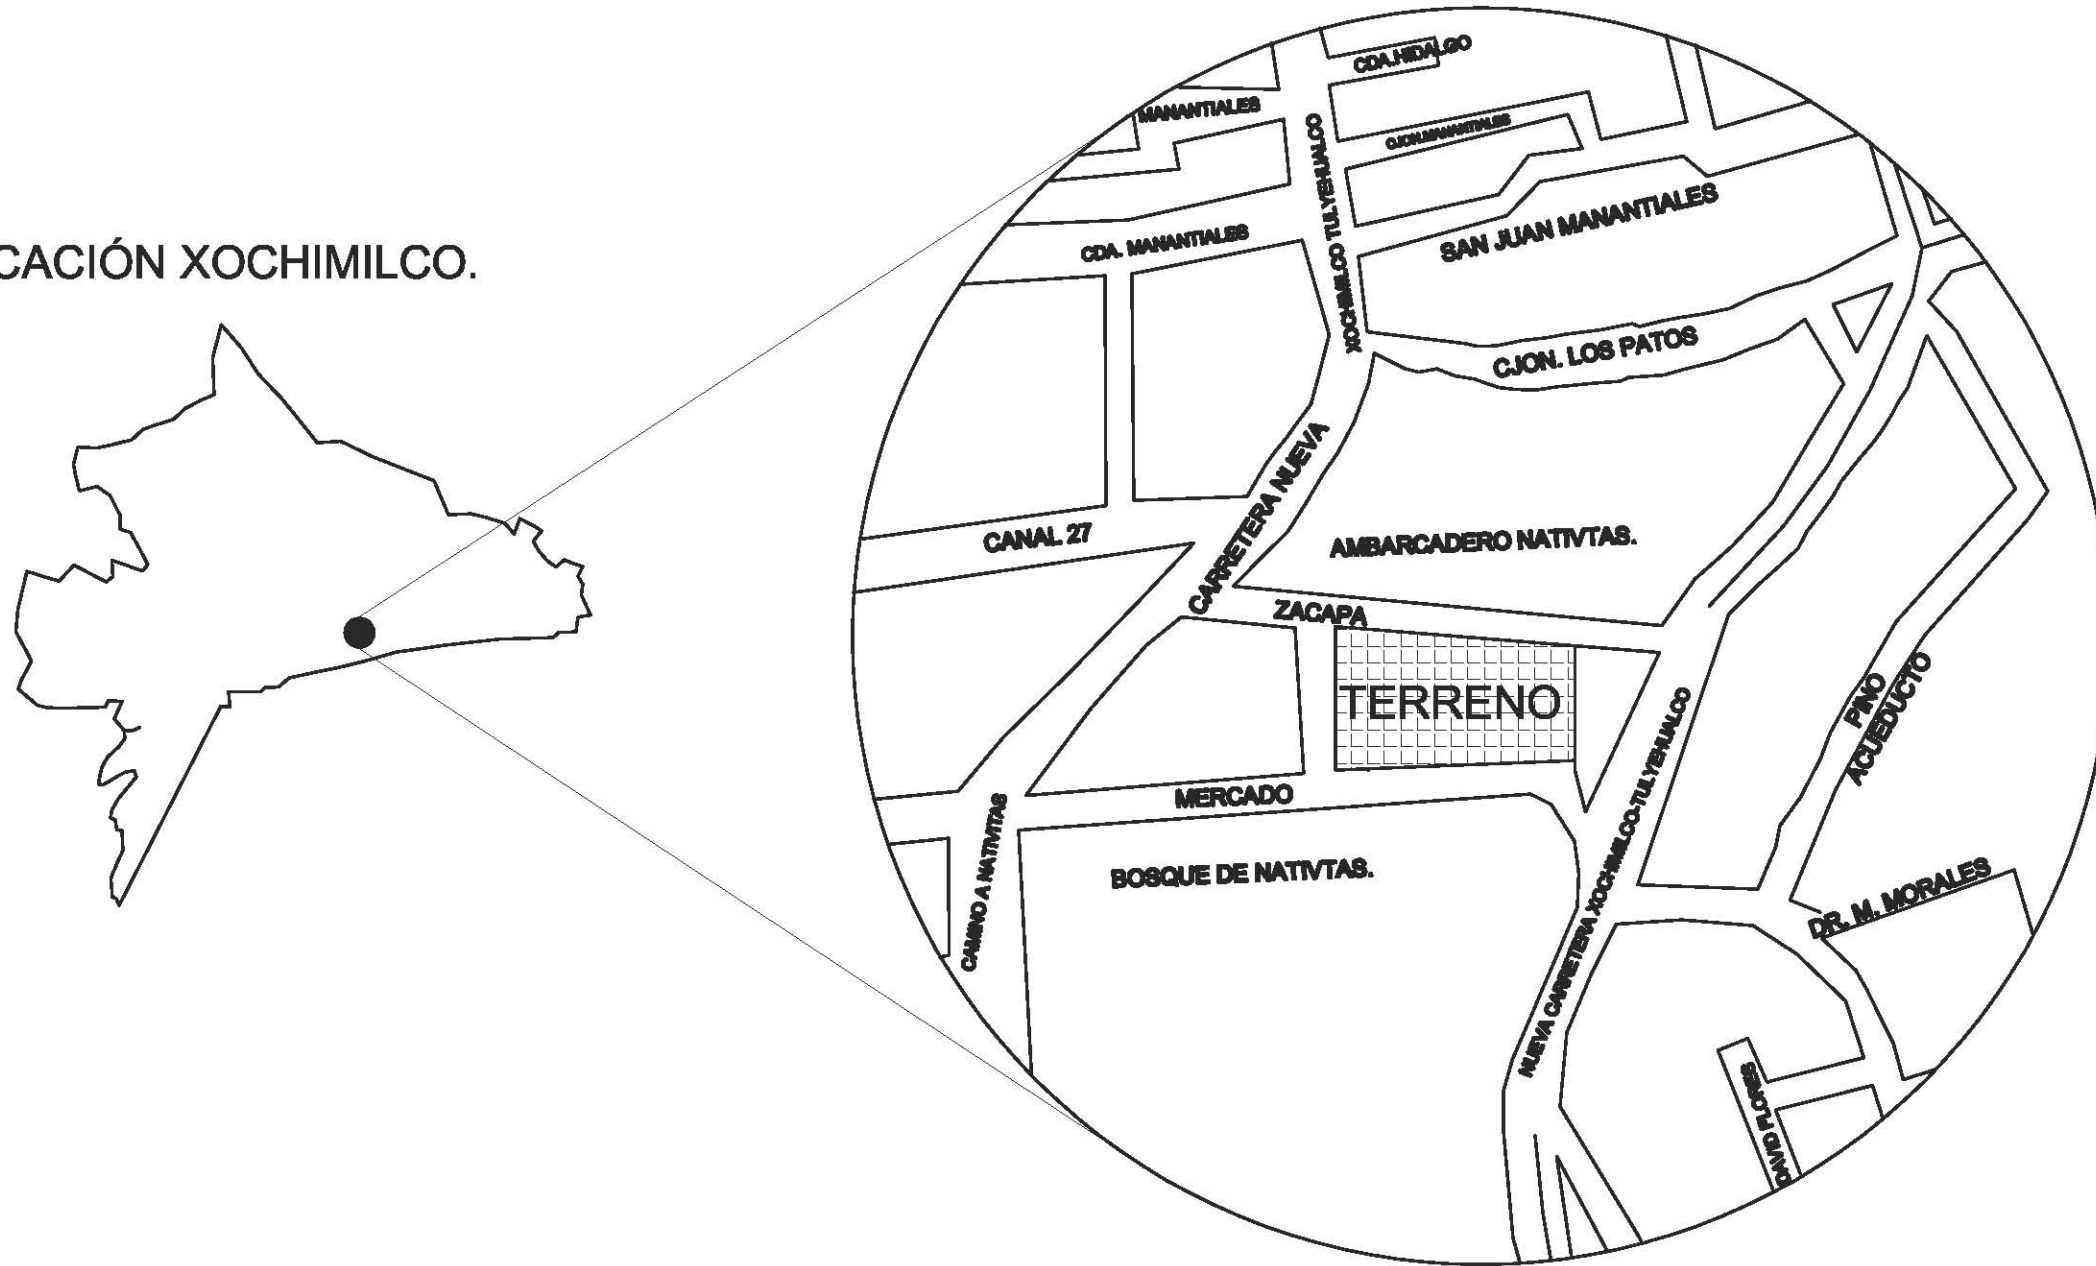 CACIÓN XOCHIMILCO.
CDA.HIDALGO
MANANTIALES
CJON.MANANTIALES
XOCHIMILCO TULYEHUALCO
SAN JUAN MANANTIALES
CDA. MANANTIALES
CJON. LOS PATOS
CARRETERA NUEVA
CANAL 27
AMBARCADERO NATIVTAS.
ZACAPA
TERRENO
PINO
ACUEDUCTO
MERCADO
NUEVA CARRETERA XOCHIMILCO-TULYEHUALCO
CAMINO A NATIVITAS
BOSQUE DE NATIVTAS.
DR. M. MORALES
DAVID FLORES